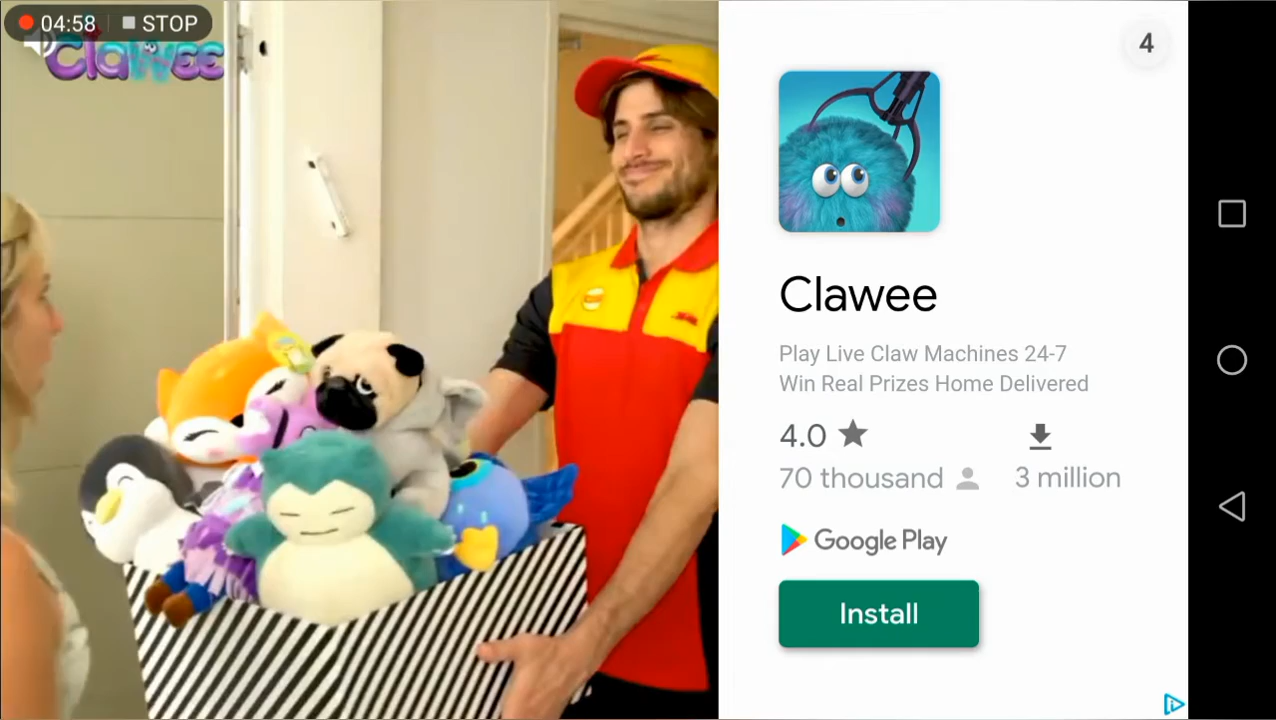 04:58 STOP
Clawee
4
Clawee
Play Live Claw Machines 24-7
Win Real Prizes Home Delivered
4.0
70 thousand
3 million
Google Play
Install